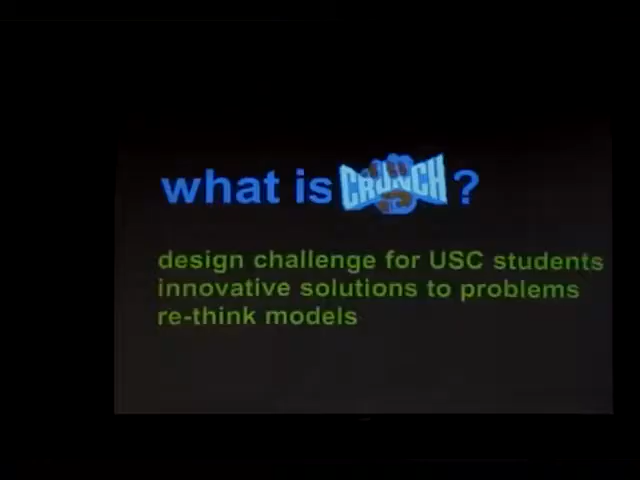 what is CRUNCH ?
design challenge for USC students
innovative solutions to problems
re-think models